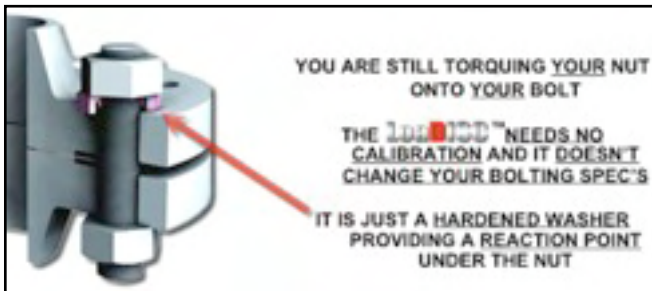 YOU ARE STILL TORQUING YOUR NUT
ONTO YOUR BOLT
THE ™ NEEDS NO
CALIBRATION AND IT DOESN'T
CHANGE YOUR BOLTING SPEC'S
IT IS JUST A HARDENED WASHER
PROVIDING A REACTION POINT
UNDER THE NUT